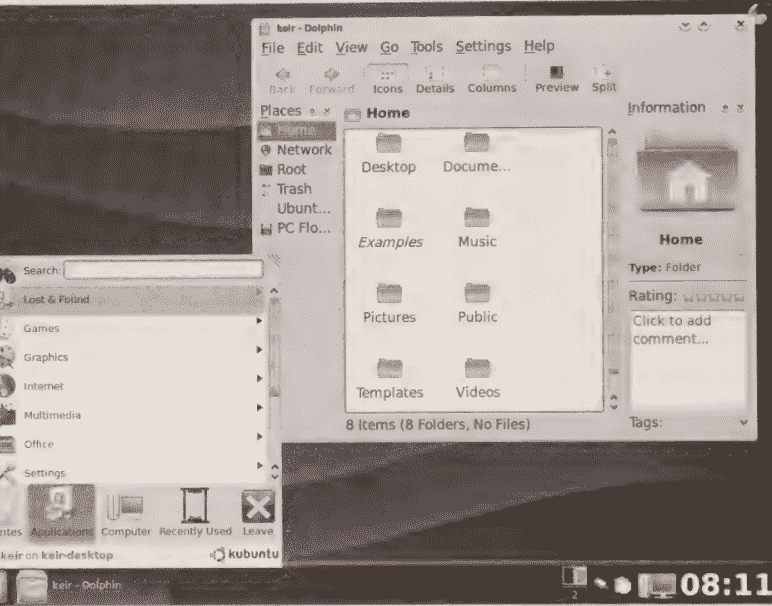 keir - Dolphin
File Edit View Go Tools Settings Help
Back Forward Icons Details Columns Preview Split
Places
Home
Network
Root
Trash
Ubunt...
PC Flo...
Home
Desktop Docume...
Examples Music
Pictures Public
Templates Videos
8 Items (8 Folders, No Files)
Information
Home
Type: Folder
Rating:
Click to add
comment...
Tags:
Search:
Lost & Found
Games
Graphics
Internet
Multimedia
Office
Settings
Applications Computer Recently Used Leave
keir on keir-desktop kubuntu
keir - Dolphin
2
08:11